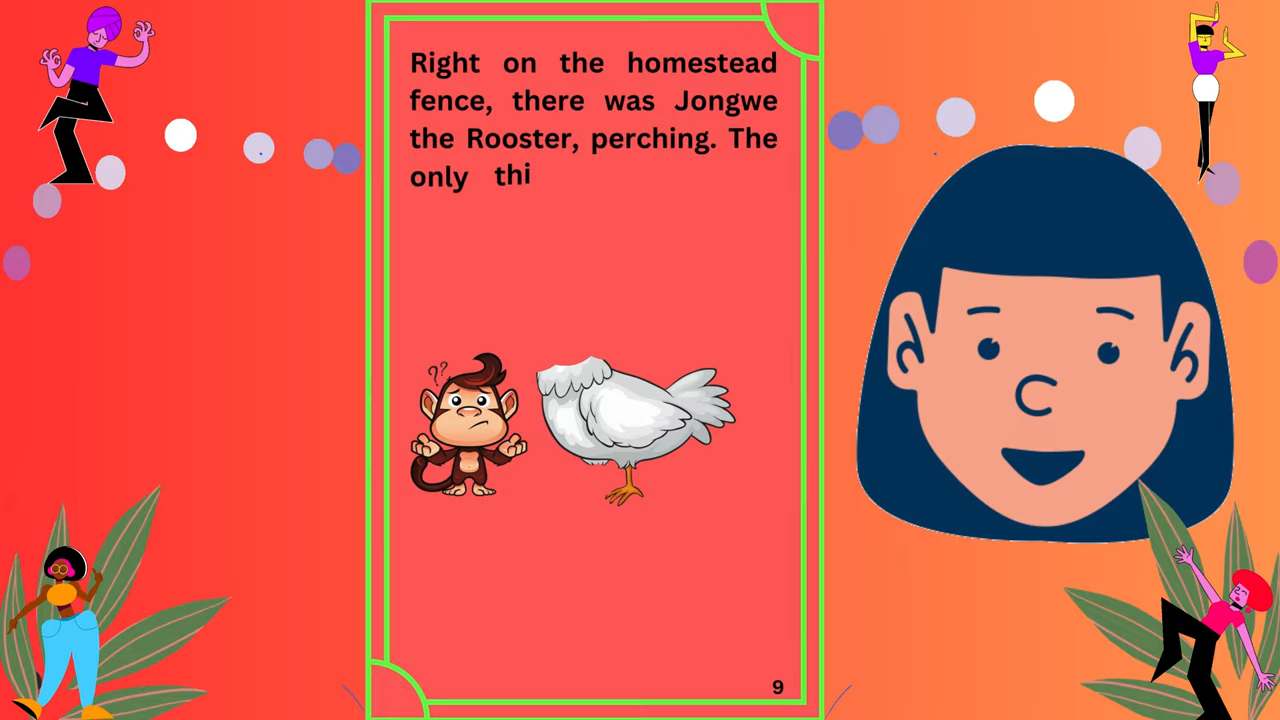 Right on the homestead
fence, there was Jongwe
the Rooster, perching. The
only thi
??
9